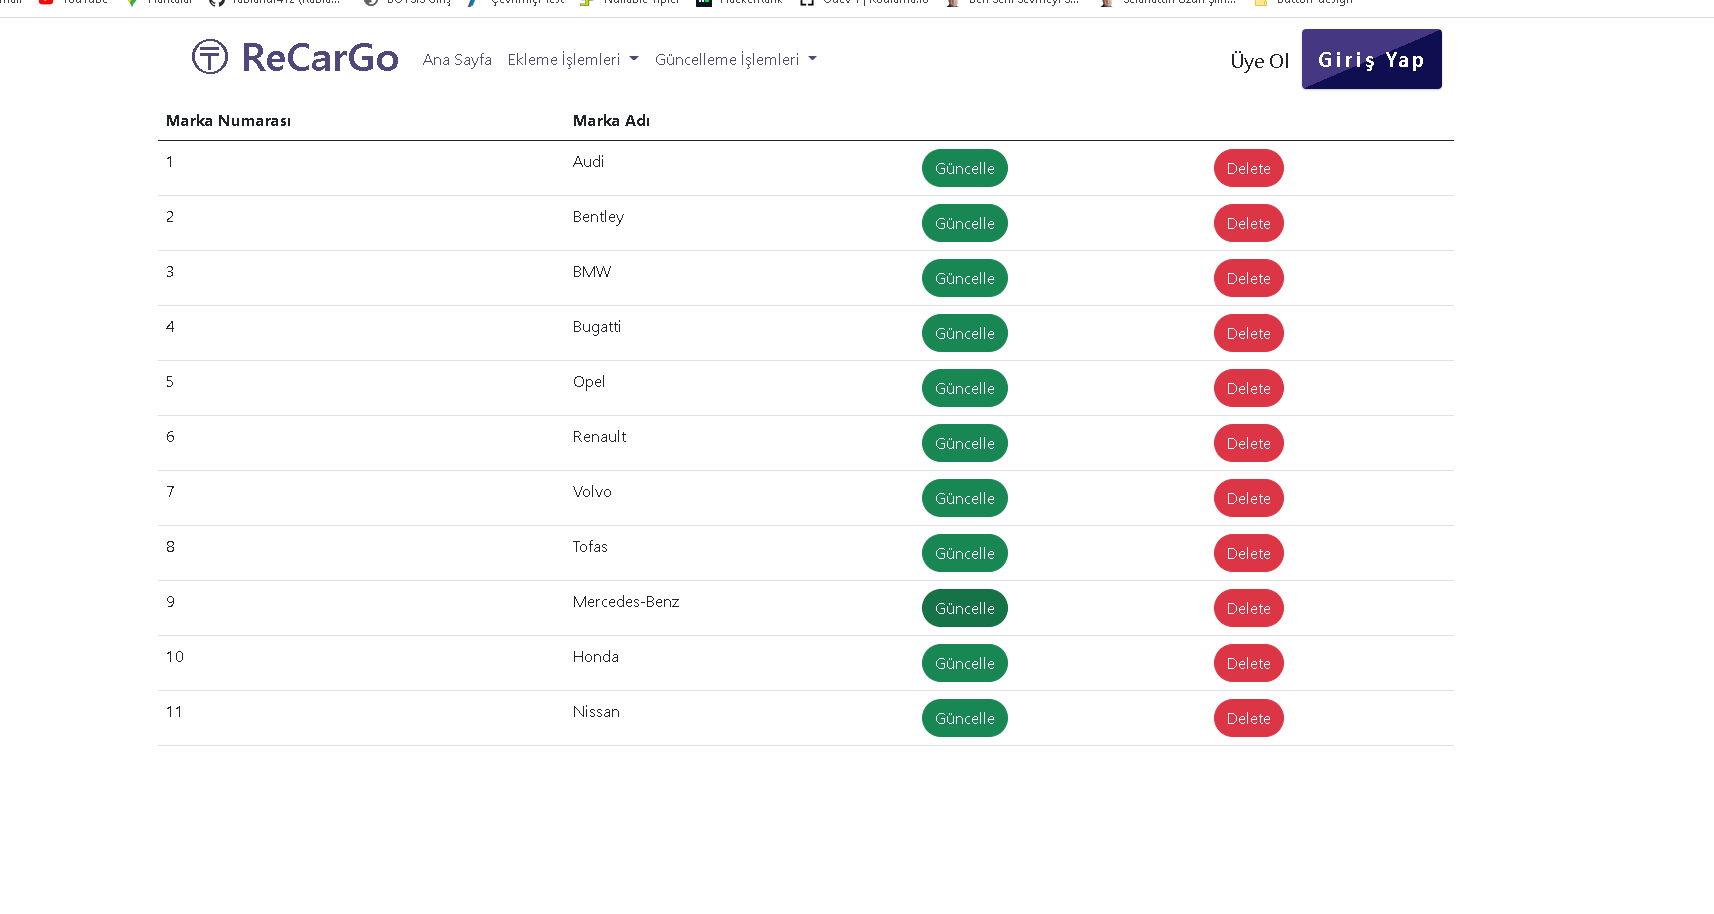 YouTube
ReCarGo Ana Sayfa Ekleme İşlemleri Güncelleme İşlemleri Üye Ol Giriş Yap
Marka Numarası Marka Adı
1 Audi Güncelle Delete
2 Bentley Güncelle Delete
3 BMW Güncelle Delete
4 Bugatti Güncelle Delete
5 Opel Güncelle Delete
6 Renault Güncelle Delete
7 Volvo Güncelle Delete
8 Tofas Güncelle Delete
9 Mercedes-Benz Güncelle Delete
10 Honda Güncelle Delete
11 Nissan Güncelle Delete